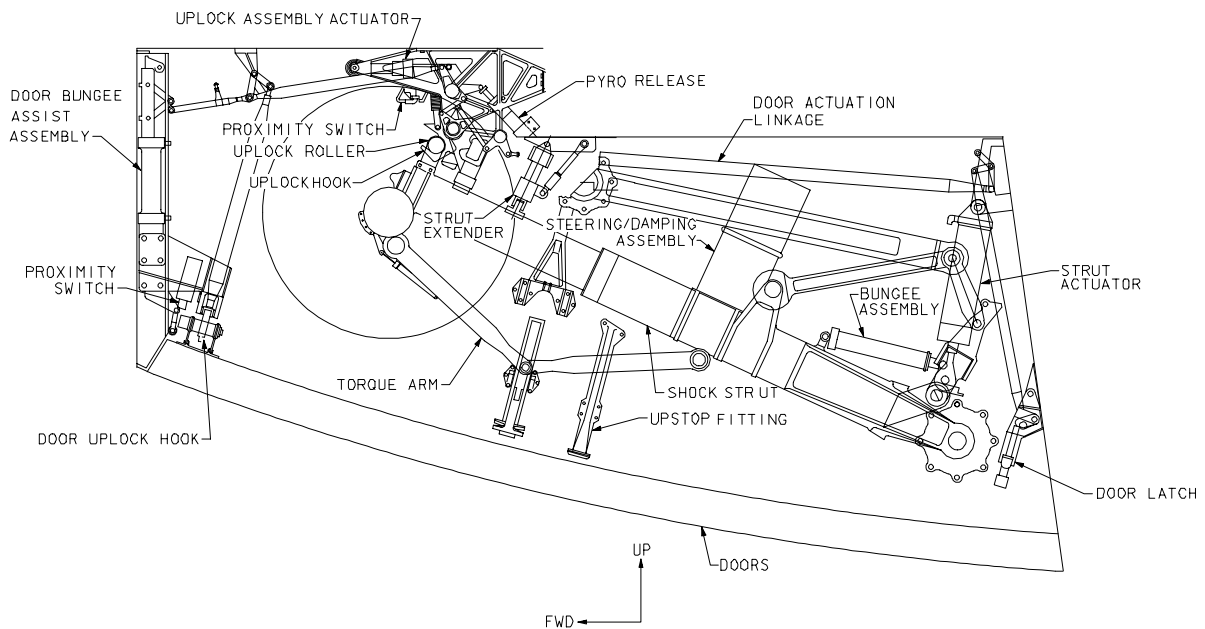 UPLOCK ASSEMBLY ACTUATOR
PYRO RELEASE
DOOR BUNGEE
ASSIST
ASSEMBLY
DOOR ACTUATION
LINKAGE
PROXIMITY SWITCH
UPLOCK ROLLER
UPLOCK HOOK
STRUT
EXTENDER
STEERING/DAMPING
ASSEMBLY
PROXIMITY
SWITCH
STRUT
ACTUATOR
BUNGEE
ASSEMBLY
TORQUE ARM
SHOCK STRUT
UPSTOP FITTING
DOOR UPLOCK HOOK
DOOR LATCH
UP
DOORS
FWD